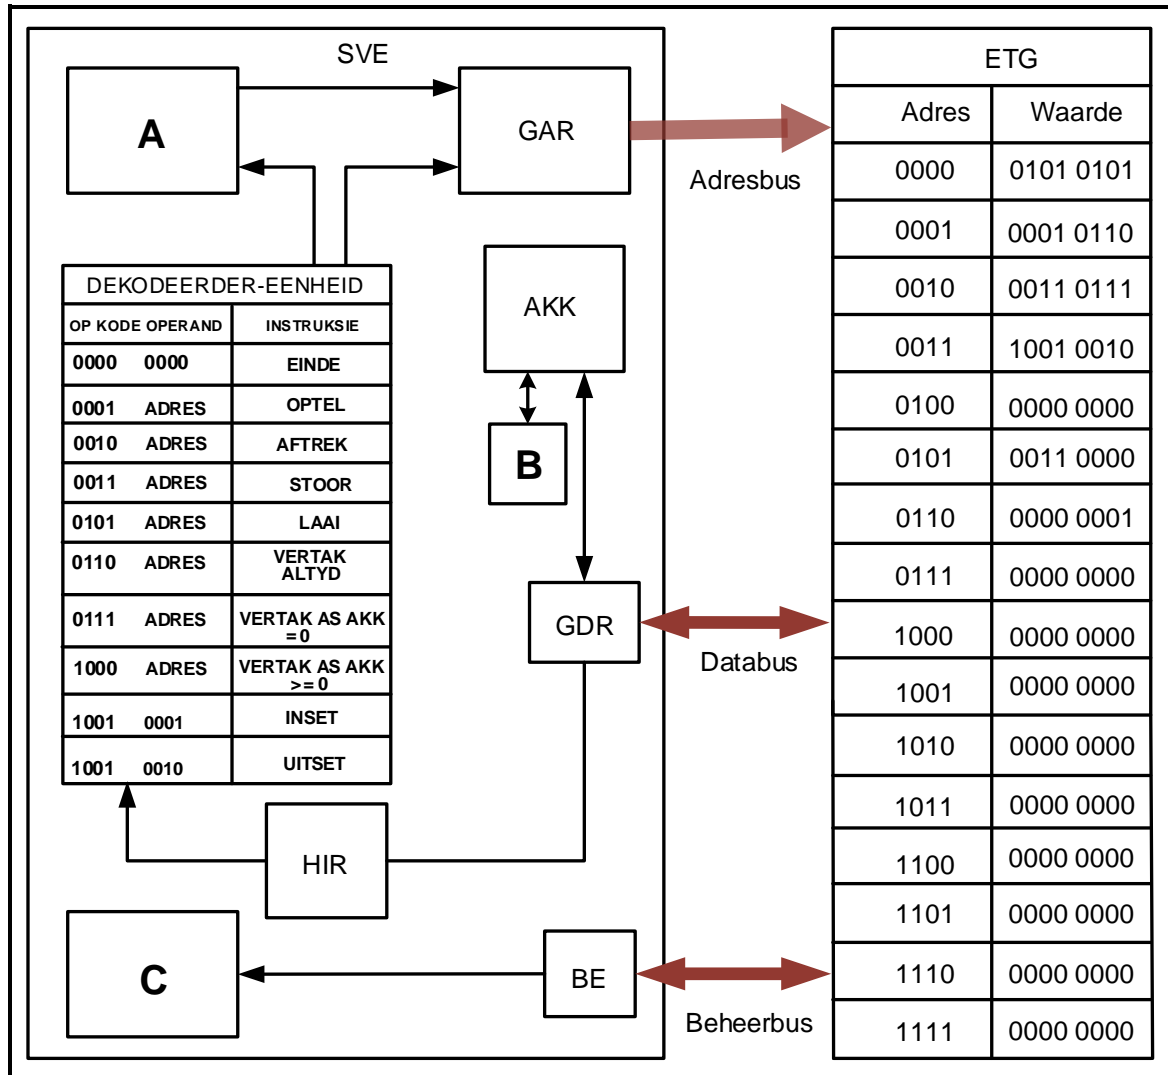 SVE
A
GAR
Adresbus
DEKODEERDER-EENHEID
OP KODE OPERAND INSTRUKSIE
0000 0000 EINDE
0001 ADRES OPTEL
0010 ADRES AFTREK
0011 ADRES STOOR
0101 ADRES LAAI
0110 ADRES VERTAK
ALTYD
0111 ADRES VERTAK AS AKK
=0
1000 ADRES VERTAK AS AKK
>=0
1001 0001 INSET
1001 0010 UITSET
AKK
B
GDR
Databus
HIR
C
BE
Beheerbus
ETG
Adres Waarde
0000 0101 0101
0001 0001 0110
0010 0011 0111
0011 1001 0010
0100 0000 0000
0101 0011 0000
0110 0000 0001
0111 0000 0000
1000 0000 0000
1001 0000 0000
1010 0000 0000
1011 0000 0000
1100 0000 0000
1101 0000 0000
1110 0000 0000
1111 0000 0000